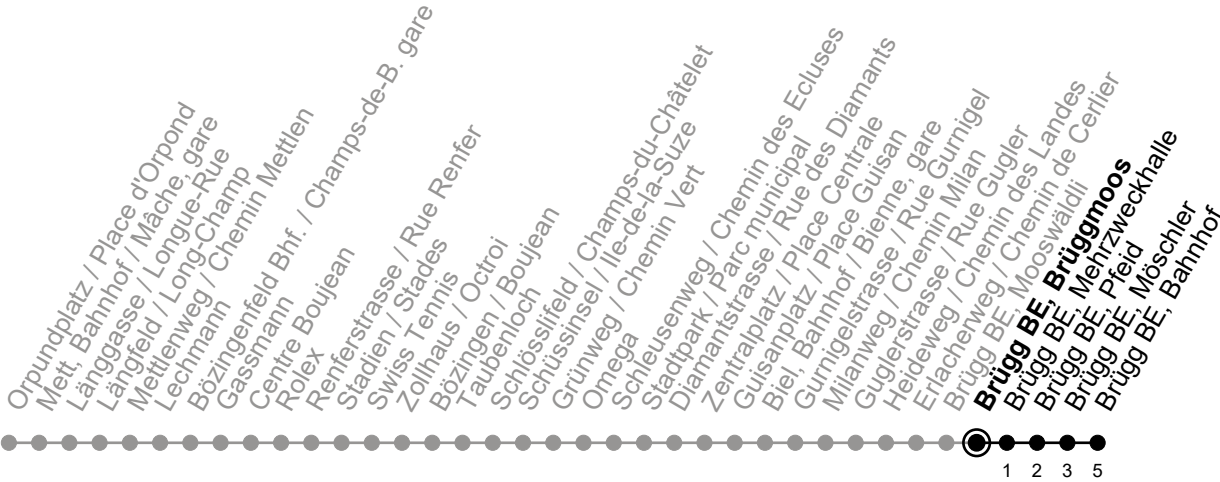 Orpundplatz / Place d'Orpond
Mett, Bahnhof / Mâche, gare
Länggasse / Longue-Rue
Längfeld / Long-Champ
Mettlenweg / Chemin Mettlen
Lechmann
Bözingenfeld Bhf. / Champs-de-B. gare
Gassmann
Centre Boujean
Rolex
Renferstrasse / Rue Renfer
Stadien / Stades
Swiss Tennis
Zollhaus / Octroi
Bözingen / Boujean
Taubenloch
Schlösslifeld / Champs-du-Châtelet
Schüssinsel / Ile-de-la-Suze
Grünweg / Chemin Vert
Omega
Schleusenweg / Chemin des Ecluses
Stadtpark / Parc municipal
Diamantstrasse / Rue des Diamants
Zentralplatz / Place Centrale
Guisanplatz / Place Guisan
Biel, Bahnhof / Bienne, gare
Gurnigelstrasse / Rue Gurnigel
Milanweg / Chemin Milan
Guglerstrasse / Rue Gugler
Heideweg / Chemin des Landes
Erlacherweg / Chemin de Cerlier
Brügg BE, Mooswäldli
Brügg BE, Brüggmoos
Brügg BE, Mehrzweckhalle
Brügg BE, Pfeid
Brügg BE, Möschler
Brügg BE, Bahnhof
1 2 3 5